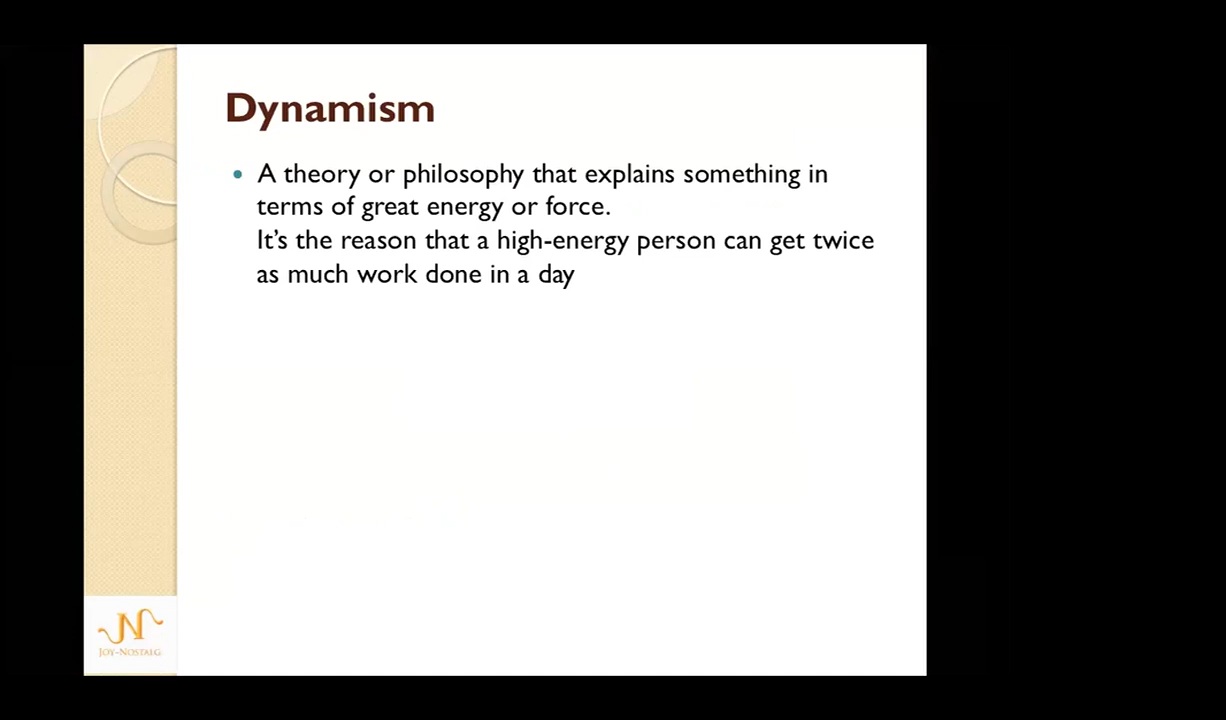 Dynamism
• A theory or philosophy that explains something in
terms of great energy or force.
It's the reason that a high-energy person can get twice
as much work done in a day
N
JOY-NOSTALG